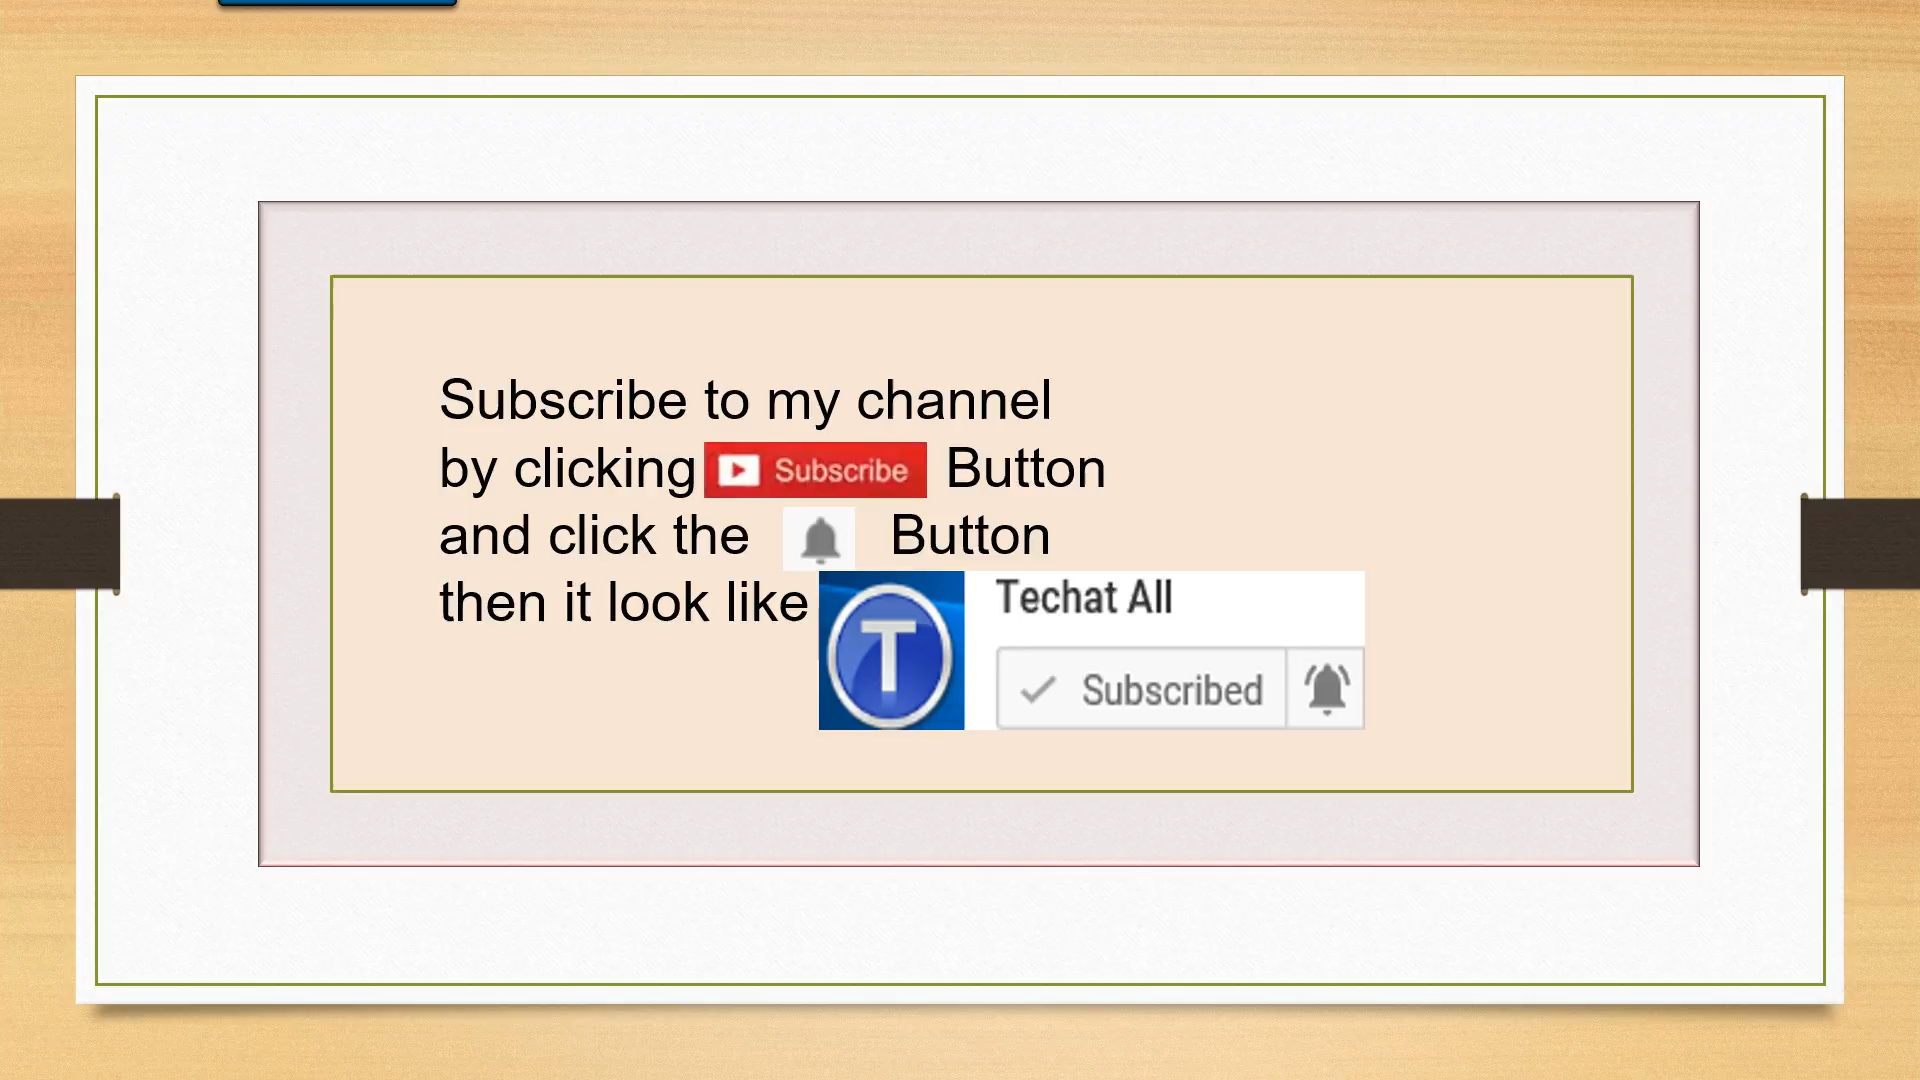 Subscribe to my channel
by clicking Subscribe Button
and click the Button
then it look like
T
Techat All
Subscribed